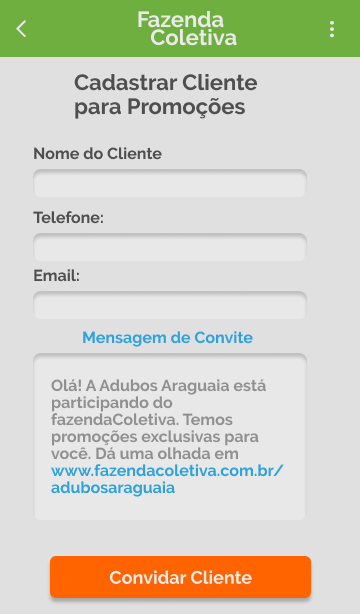 Fazenda
Coletiva
Cadastrar Cliente
para Promoções
Nome do Cliente
Telefone:
Email:
Mensagem de Convite
Olá! A Adubos Araguaia está
participando do
fazendaColetiva. Temos
promoções exclusivas para
você. Dá uma olhada em
www.fazendacoletiva.com.br/
adubosaraguaia
Convidar Cliente